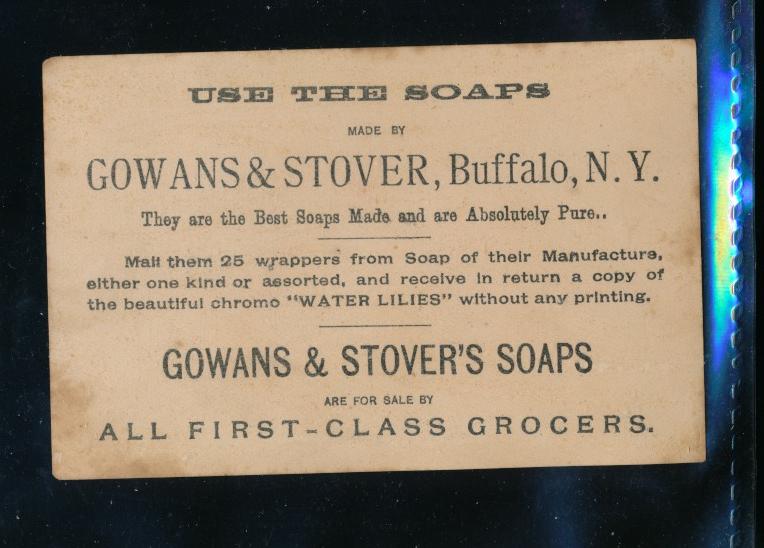 USE THE SOAPS
MADE BY
GOWANS & STOVER, Buffalo, N. Y.
They are the Best Soaps Made and are Absolutely Pure..
Mail them 25 wrappers from Soap of their Manufacture,
either one kind or assorted, and receive in return a copy of
the beautiful chromo "WATER LILIES" without any printing.
GOWANS & STOVER'S SOAPS
ARE FOR SALE BY
ALL FIRST-CLASS GROCERS.